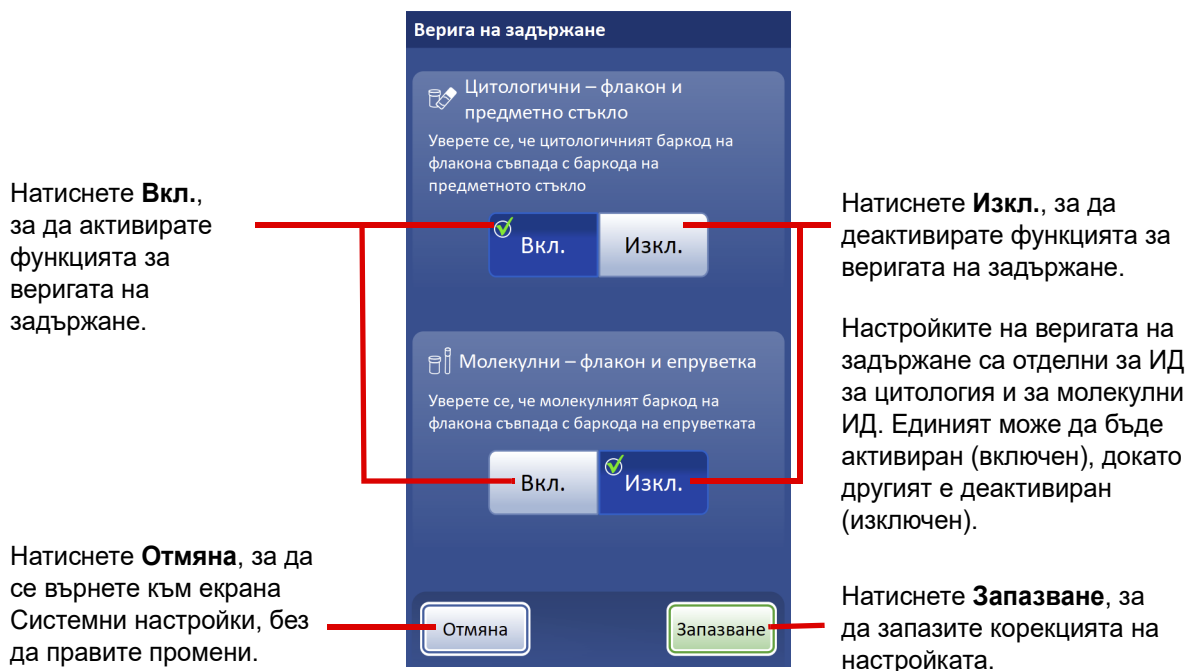 Верига на задържане
Цитологични – флакон и
предметно стъкло
Уверете се, че цитологичният баркод на
флакона съвпада с баркода на
предметното стъкло
Вкл.
Изкл.
Молекулни – флакон и епруветка
Уверете се, че молекулният баркод на
флакона съвпада с баркода на епруветката
Вкл.
Изкл.
Отмяна
Запазване
Натиснете Вкл.,
за да активирате
функцията за
веригата на
задържане.
Натиснете Отмяна, за да
се върнете към екрана
Системни настройки, без
да правите промени.
Натиснете Изкл., за да
деактивирате функцията за
веригата на задържане.
Настройките на веригата на
задържане са отделни за ИД
за цитология и за молекулни
ИД. Единият може да бъде
активиран (включен), докато
другият е деактивиран
(изключен).
Натиснете Запазване, за
да запазите корекцията на
настройката.